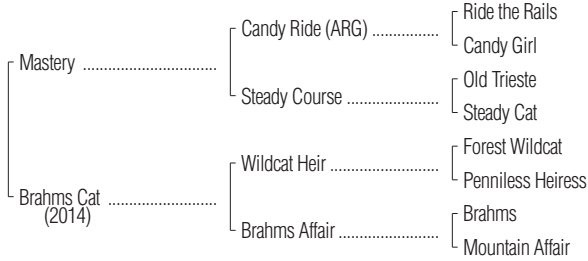 Ride the Rails
Candy Ride (ARG) ................
Candy Girl
Mastery ................................
Old Trieste
Steady Course ......................
Steady Cat
Forest Wildcat
Wildcat Heir ..........................
Penniless Heiress
Brahms Cat ..........................
(2014)
Brahms
Brahms Affair ........................
Mountain Affair